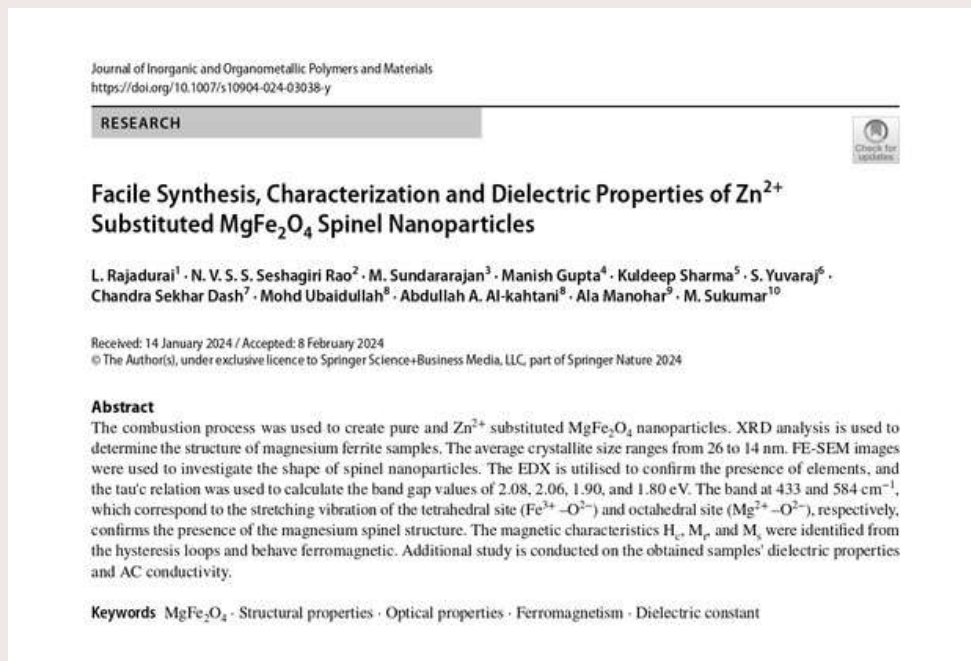 Journal of Inorganic and Organometallic Polymers and Materials
https://doi.org/10.1007/s10904-024-03038-y
RESEARCH
Check for
updates
Facile Synthesis, Characterization and Dielectric Properties of Zn²⁺
Substituted MgFe₂O₄ Spinel Nanoparticles
L. Rajadurai¹ · N. V. S. S. Seshagiri Rao² · M. Sundararajan³ · Manish Gupta⁴ · Kuldeep Sharma⁵ · S. Yuvaraj⁶ ·
Chandra Sekhar Dash⁷ · Mohd Ubaidullah⁸ · Abdullah A. Al-kahtani⁸ · Ala Manohar⁹ · M. Sukumar¹⁰
Received: 14 January 2024 / Accepted: 8 February 2024
© The Author(s), under exclusive licence to Springer Science+Business Media, LLC, part of Springer Nature 2024
Abstract
The combustion process was used to create pure and Zn²⁺ substituted MgFe₂O₄ nanoparticles. XRD analysis is used to
determine the structure of magnesium ferrite samples. The average crystallite size ranges from 26 to 14 nm. FE-SEM images
were used to investigate the shape of spinel nanoparticles. The EDX is utilised to confirm the presence of elements, and
the tau'c relation was used to calculate the band gap values of 2.08, 2.06, 1.90, and 1.80 eV. The band at 433 and 584 cm⁻¹,
which correspond to the stretching vibration of the tetrahedral site (Fe³⁺ –O²⁻) and octahedral site (Mg²⁺ –O²⁻), respectively,
confirms the presence of the magnesium spinel structure. The magnetic characteristics H_c, M_r, and M_s were identified from
the hysteresis loops and behave ferromagnetic. Additional study is conducted on the obtained samples' dielectric properties
and AC conductivity.
Keywords MgFe₂O₄ · Structural properties · Optical properties · Ferromagnetism · Dielectric constant